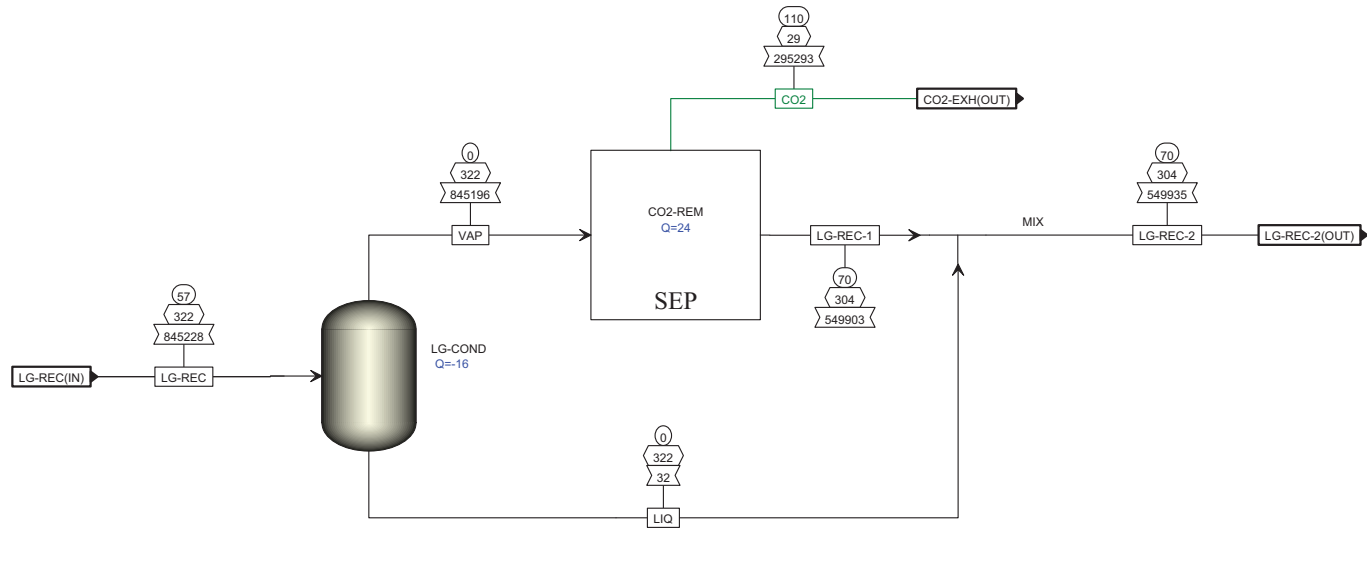 110
29
295293
CO2
CO2-EXH(OUT)
0
322
845196
VAP
CO2-REM
Q=24
SEP
LG-REC-1
70
304
549903
MIX
70
304
549935
LG-REC-2
LG-REC-2(OUT)
57
322
845228
LG-REC(IN)
LG-REC
LG-COND
Q=-16
0
322
32
LIQ